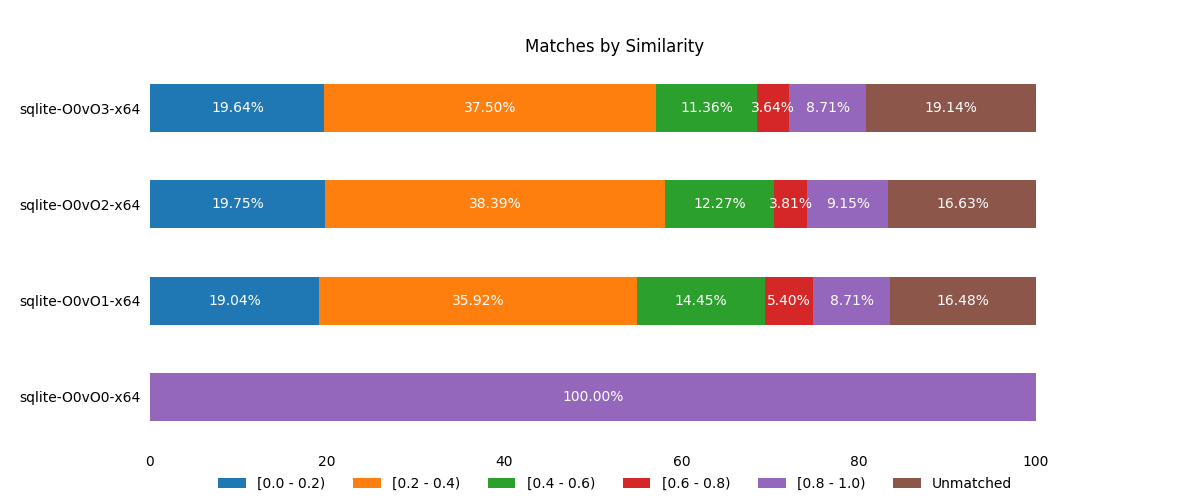 Matches by Similarity
sqlite-O0vO3-x64 19.64% 37.50% 11.36% 3.64% 8.71% 19.14%
sqlite-O0vO2-x64 19.75% 38.39% 12.27% 3.81% 9.15% 16.63%
sqlite-O0vO1-x64 19.04% 35.92% 14.45% 5.40% 8.71% 16.48%
sqlite-O0vO0-x64 100.00%
0 20 40 60 80 100
[0.0 - 0.2) [0.2 - 0.4) [0.4 - 0.6) [0.6 - 0.8) [0.8 - 1.0) Unmatched